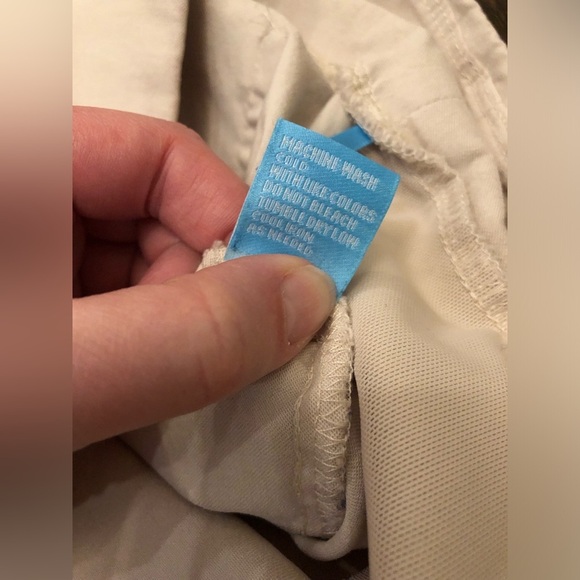 MACHINE WASH
COLD
WITH LIKE COLORS.
DO NOT BLEACH
TUMBLE DRY LOW
COOL IRON
AS NEEDED